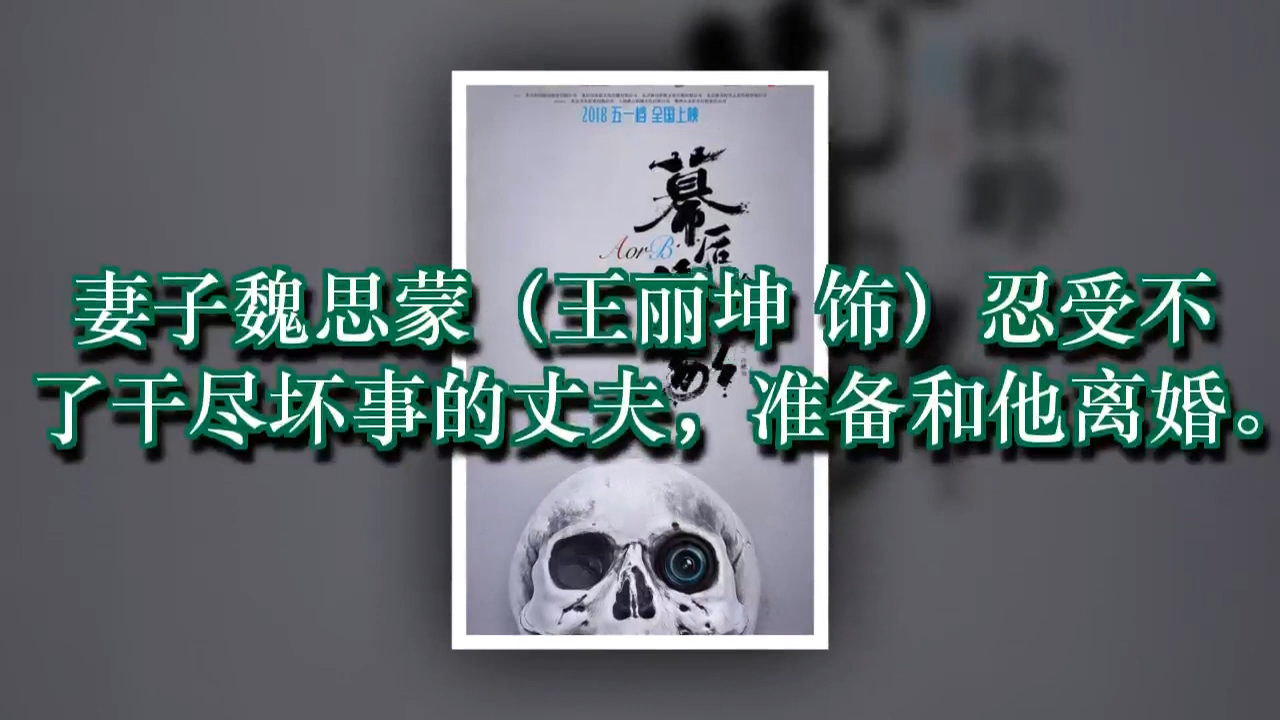 2018 五一档 全国上映
幕后
AorB
妻子魏思蒙（王丽坤 饰）忍受不
了干尽坏事的丈夫，准备和他离婚。